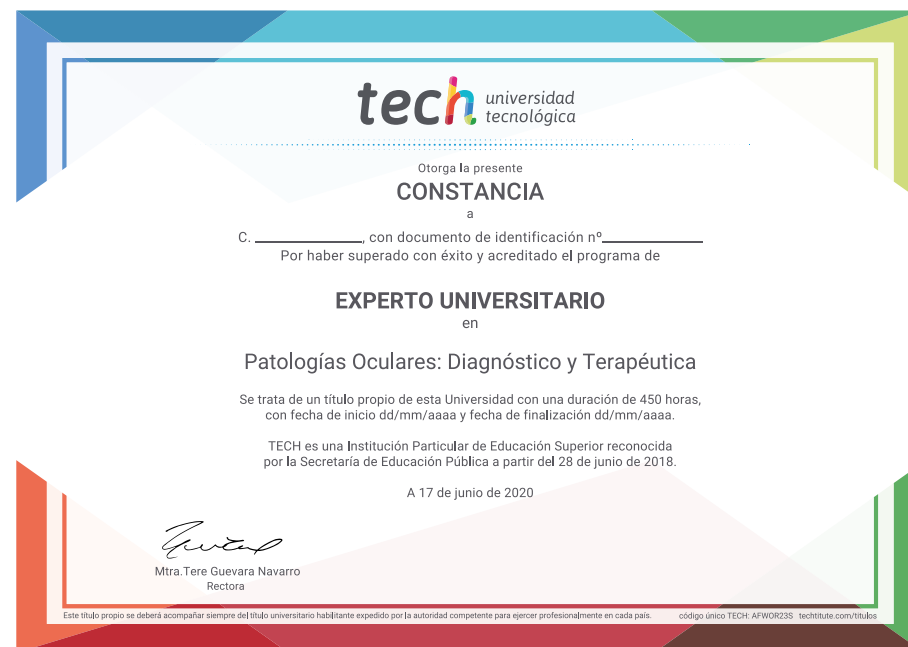 tech universidad
tecnológica
Otorga la presente
CONSTANCIA
a
C. ____________, con documento de identificación nº____________
Por haber superado con éxito y acreditado el programa de
EXPERTO UNIVERSITARIO
en
Patologías Oculares: Diagnóstico y Terapéutica
Se trata de un título propio de esta Universidad con una duración de 450 horas,
con fecha de inicio dd/mm/aaaa y fecha de finalización dd/mm/aaaa.
TECH es una Institución Particular de Educación Superior reconocida
por la Secretaría de Educación Pública a partir del 28 de junio de 2018.
A 17 de junio de 2020
Mtra.Tere Guevara Navarro
Rectora
Este título propio se deberá acompañar siempre del título universitario habilitante expedido por la autoridad competente para ejercer profesionalmente en cada país. código único TECH: AFWOR23S techtitute.com/títulos